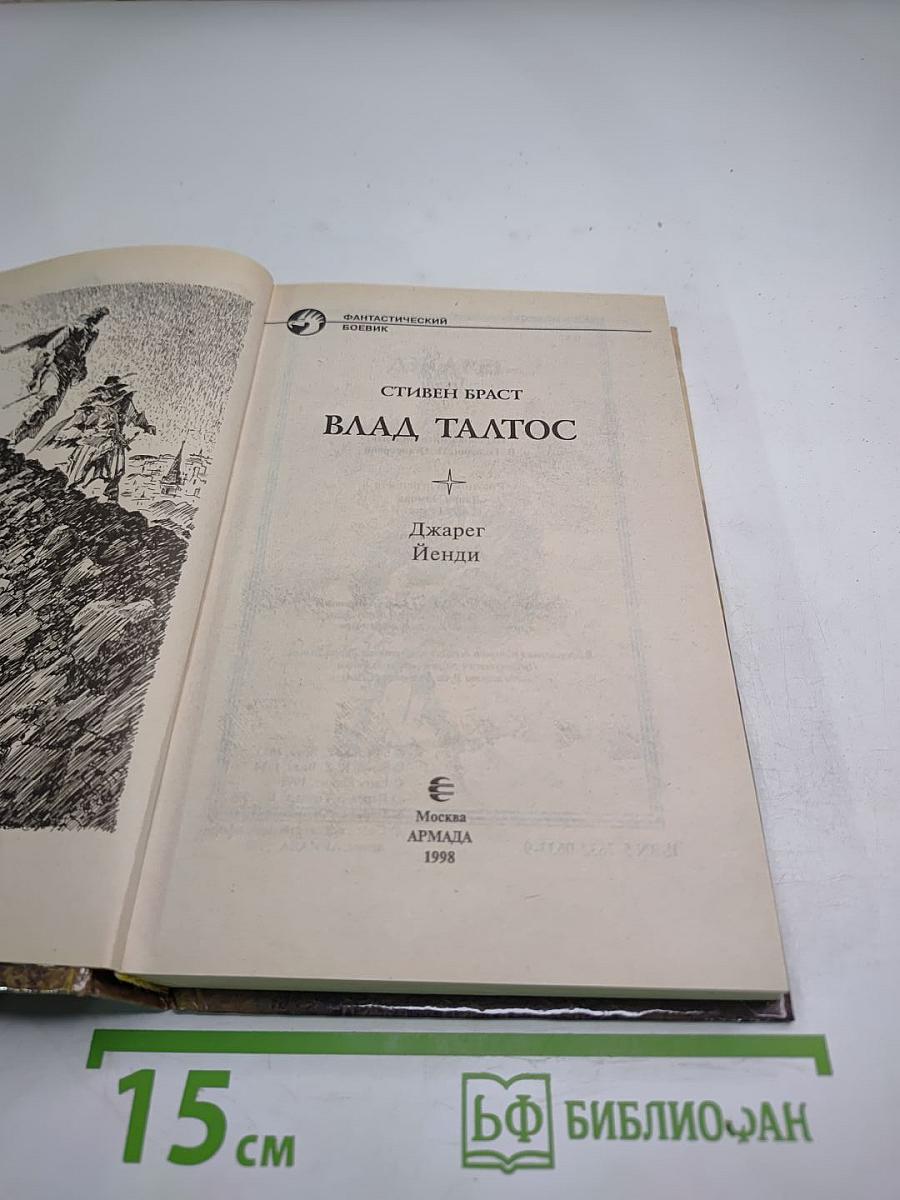 ФАНТАСТИЧЕСКИЙ
БОЕВИК
СТИВЕН БРАСТ
ВЛАД ТАЛТОС
Джарег
Йенди
Москва
АРМАДА
1998
15 см
БФ БИБЛИОФАН